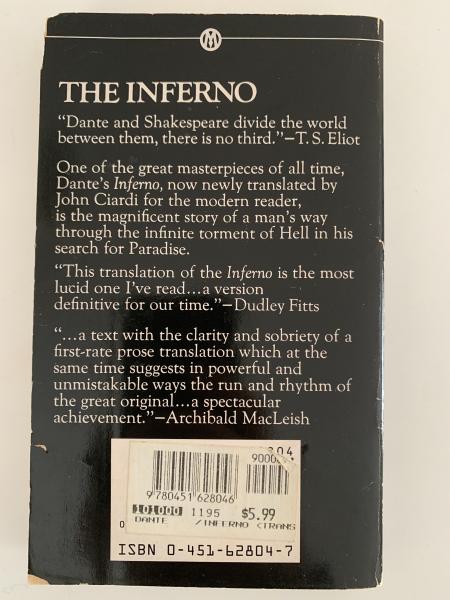 THE INFERNO
“Dante and Shakespeare divide the world
between them, there is no third.”—T. S. Eliot
One of the great masterpieces of all time,
Dante's Inferno, now newly translated by
John Ciardi for the modern reader,
is the magnificent story of a man's way
through the infinite torment of Hell in his
search for Paradise.
“This translation of the Inferno is the most
lucid one I've read...a version
definitive for our time.”—Dudley Fitts
“...a text with the clarity and sobriety of a
first-rate prose translation which at the
same time suggests in powerful and
unmistakable ways the run and rhythm of
the great original...a spectacular
achievement.”—Archibald MacLeish
804
9000
9 780451 628046
101000 1195 $5.99
0 DANTE /INFERNO <TRANS
ISBN 0-451-62804-7